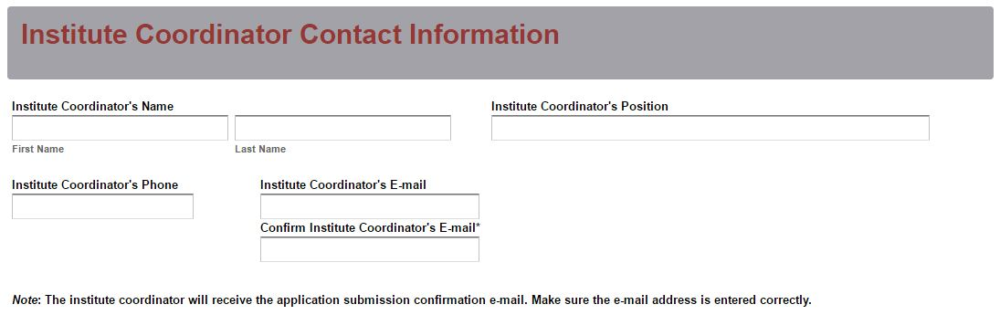 Institute Coordinator Contact Information
Institute Coordinator's Name
First Name
Last Name
Institute Coordinator's Position
Institute Coordinator's Phone
Institute Coordinator's E-mail
Confirm Institute Coordinator's E-mail*
Note: The institute coordinator will receive the application submission confirmation e-mail. Make sure the e-mail address is entered correctly.